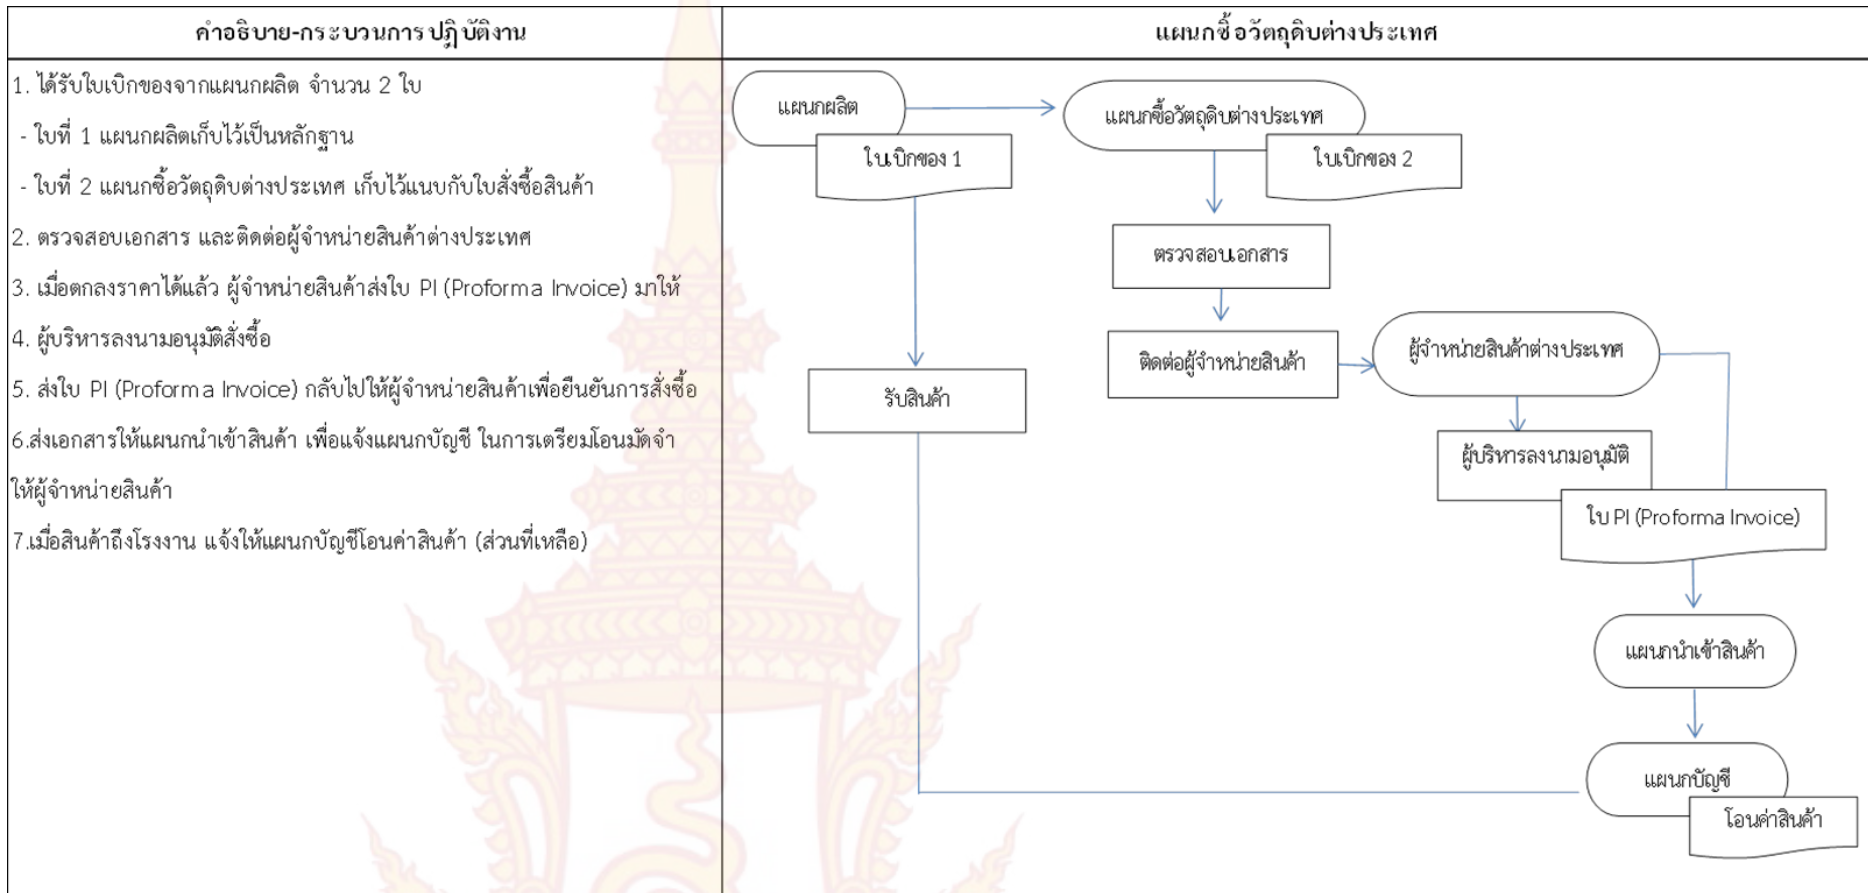 คำอธิบาย-กระบวนการปฏิบัติงาน
แผนกซื้อวัตถุดิบต่างประเทศ
1. ได้รับใบเบิกของจากแผนกผลิต จำนวน 2 ใบ
- ใบที่ 1 แผนกผลิตเก็บไว้เป็นหลักฐาน
- ใบที่ 2 แผนกซื้อวัตถุดิบต่างประเทศ เก็บไว้แนบกับใบสั่งซื้อสินค้า
2. ตรวจสอบเอกสาร และติดต่อผู้จำหน่ายสินค้าต่างประเทศ
3. เมื่อตกลงราคาได้แล้ว ผู้จำหน่ายสินค้าส่งใบ PI (Proforma Invoice) มาให้
4. ผู้บริหารลงนามอนุมัติสั่งซื้อ
5. ส่งใบ PI (Proforma Invoice) กลับไปให้ผู้จำหน่ายสินค้าเพื่อยืนยันการสั่งซื้อ
6.ส่งเอกสารให้แผนกนำเข้าสินค้า เพื่อแจ้งแผนกบัญชี ในการเตรียมโอนมัดจำ
ให้ผู้จำหน่ายสินค้า
7.เมื่อสินค้าถึงโรงงาน แจ้งให้แผนกบัญชีโอนค่าสินค้า (ส่วนที่เหลือ)
แผนกผลิต
แผนกซื้อวัตถุดิบต่างประเทศ
ใบเบิกของ 1
ใบเบิกของ 2
ตรวจสอบเอกสาร
ติดต่อผู้จำหน่ายสินค้า
ผู้จำหน่ายสินค้าต่างประเทศ
รับสินค้า
ผู้บริหารลงนามอนุมัติ
ใบ PI (Proforma Invoice)
แผนกนำเข้าสินค้า
แผนกบัญชี
โอนค่าสินค้า